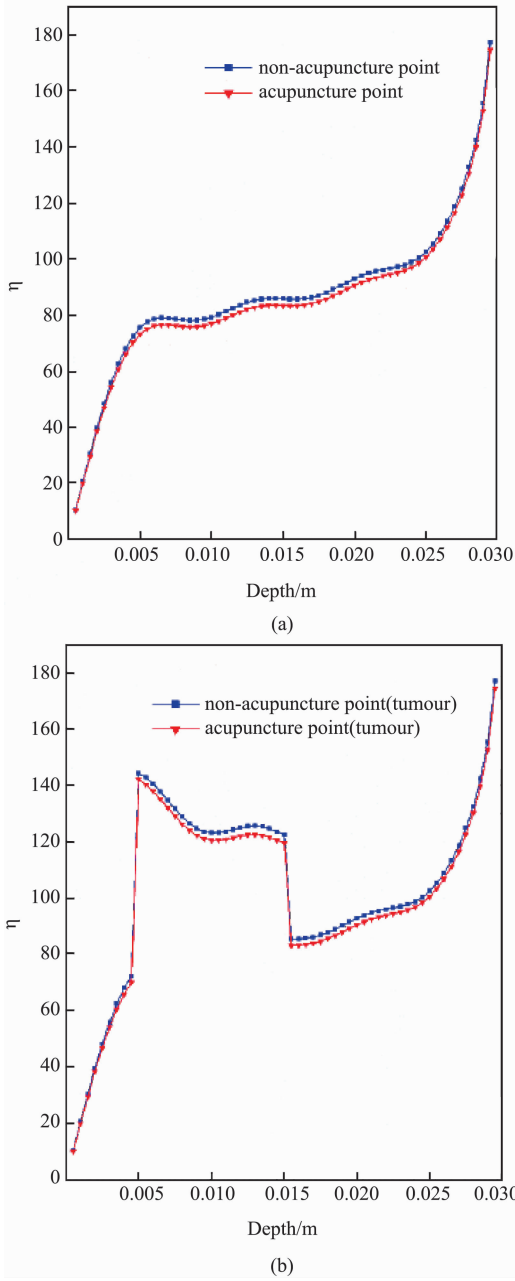 180
160
140
120
100
80
60
40
20
0
η
non-acupuncture point
acupuncture point
0.005 0.010 0.015 0.020 0.025 0.030
Depth/m
(a)
180
160
140
120
100
80
60
40
20
0
η
non-acupuncture point(tumour)
acupuncture point(tumour)
0.005 0.010 0.015 0.020 0.025 0.030
Depth/m
(b)